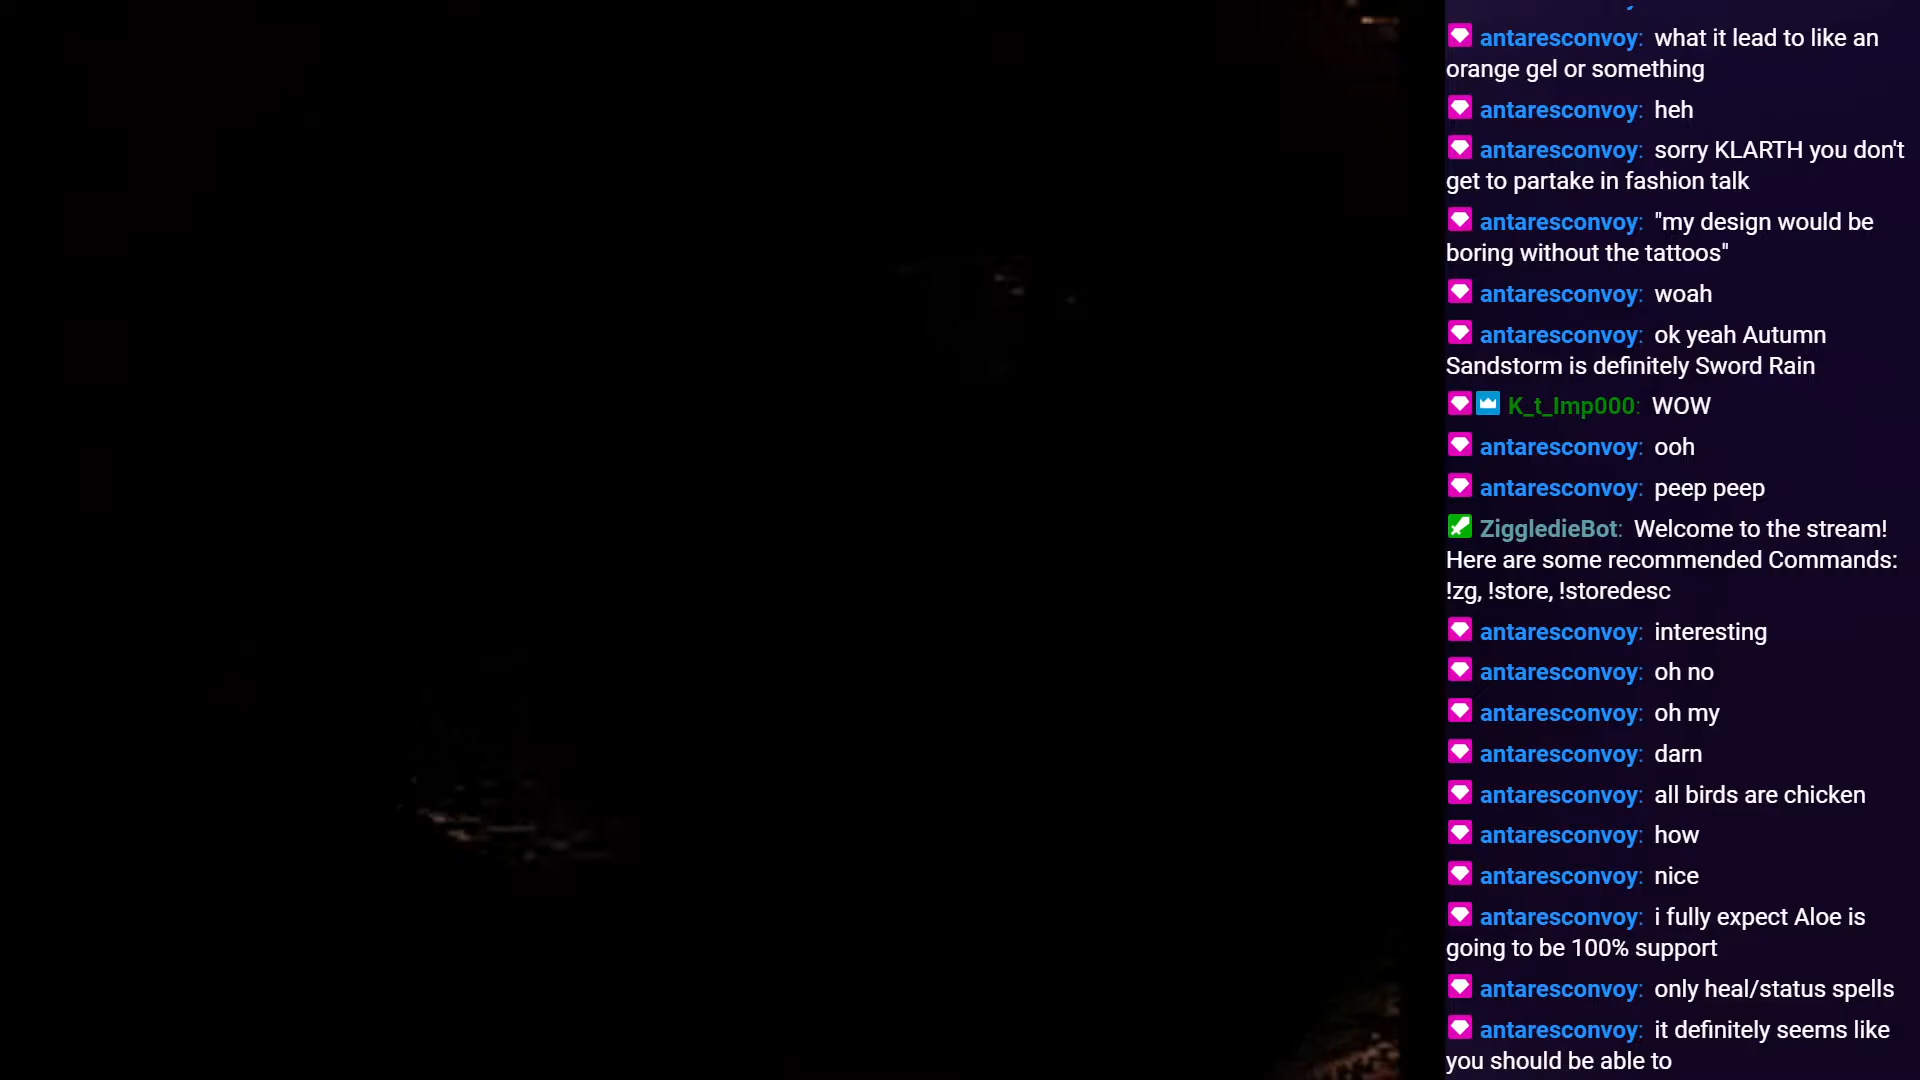 antaresconvoy: what it lead to like an
orange gel or something
antaresconvoy: heh
antaresconvoy: sorry KLARTH you don't
get to partake in fashion talk
antaresconvoy: "my design would be
boring without the tattoos"
antaresconvoy: woah
antaresconvoy: ok yeah Autumn
Sandstorm is definitely Sword Rain
K_t_Imp000: WOW
antaresconvoy: ooh
antaresconvoy: peep peep
ZiggledieBot: Welcome to the stream!
Here are some recommended Commands:
!zg, !store, !storedesc
antaresconvoy: interesting
antaresconvoy: oh no
antaresconvoy: oh my
antaresconvoy: darn
antaresconvoy: all birds are chicken
antaresconvoy: how
antaresconvoy: nice
antaresconvoy: i fully expect Aloe is
going to be 100% support
antaresconvoy: only heal/status spells
antaresconvoy: it definitely seems like
you should be able to